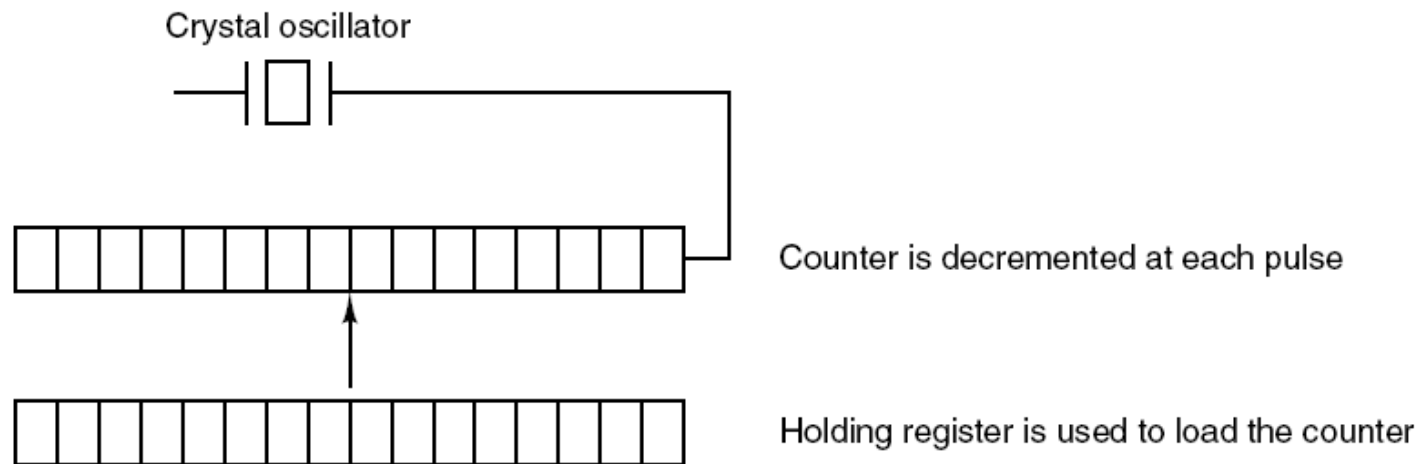 Crystal oscillator
Counter is decremented at each pulse
Holding register is used to load the counter